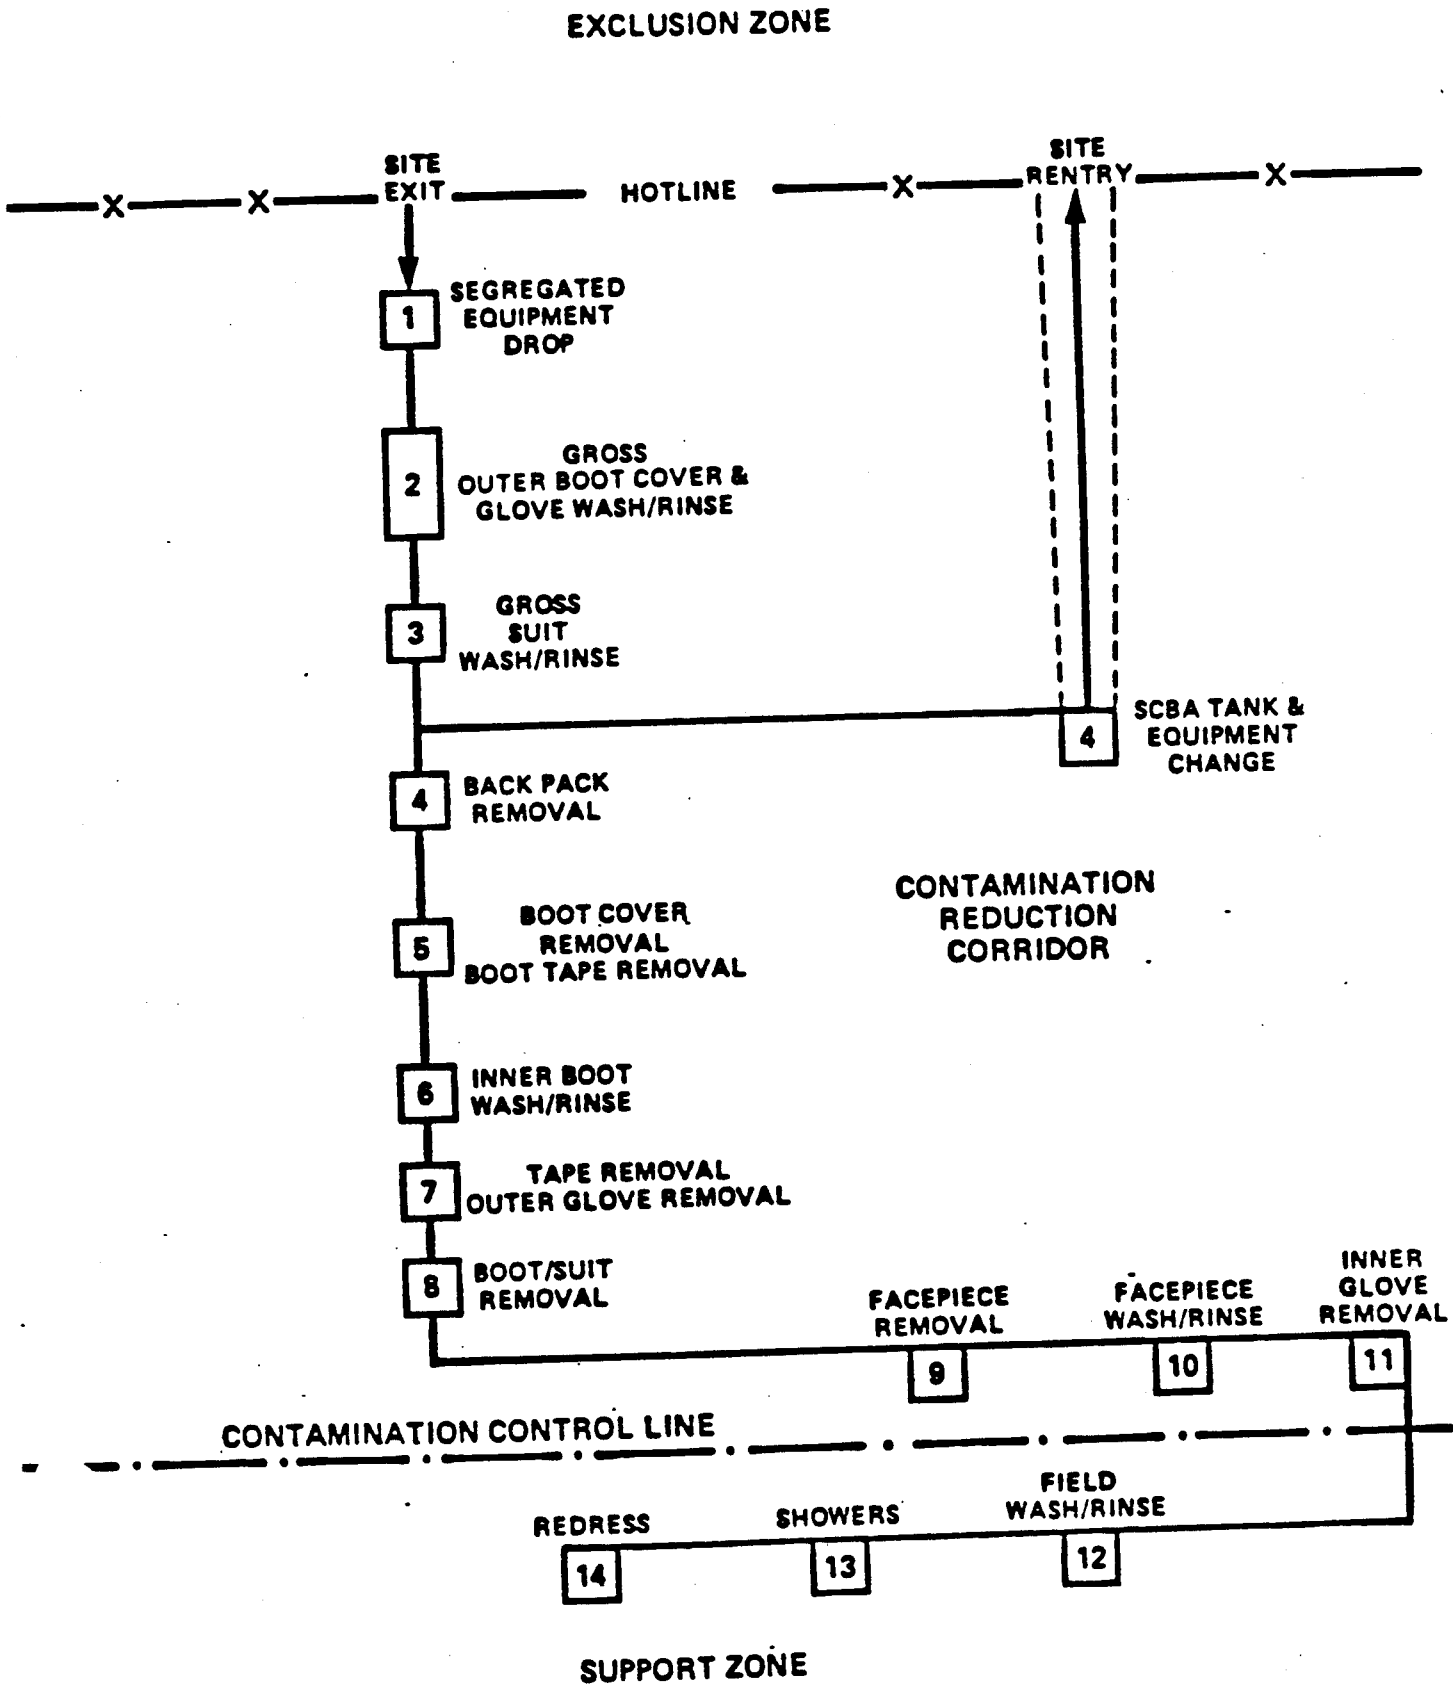 EXCLUSION ZONE
SITE
EXIT
HOTLINE
SITE
RENTRY
X
X
X
X
1
SEGREGATED
EQUIPMENT
DROP
2
GROSS
OUTER BOOT COVER &
GLOVE WASH/RINSE
3
GROSS
SUIT
WASH/RINSE
4
SCBA TANK &
EQUIPMENT
CHANGE
4
BACK PACK
REMOVAL
CONTAMINATION
REDUCTION
CORRIDOR
5
BOOT COVER
REMOVAL
BOOT TAPE REMOVAL
6
INNER BOOT
WASH/RINSE
7
TAPE REMOVAL
OUTER GLOVE REMOVAL
8
BOOT/SUIT
REMOVAL
FACEPIECE
REMOVAL
9
FACEPIECE
WASH/RINSE
10
INNER
GLOVE
REMOVAL
11
CONTAMINATION CONTROL LINE
REDRESS
14
SHOWERS
13
FIELD
WASH/RINSE
12
SUPPORT ZONE